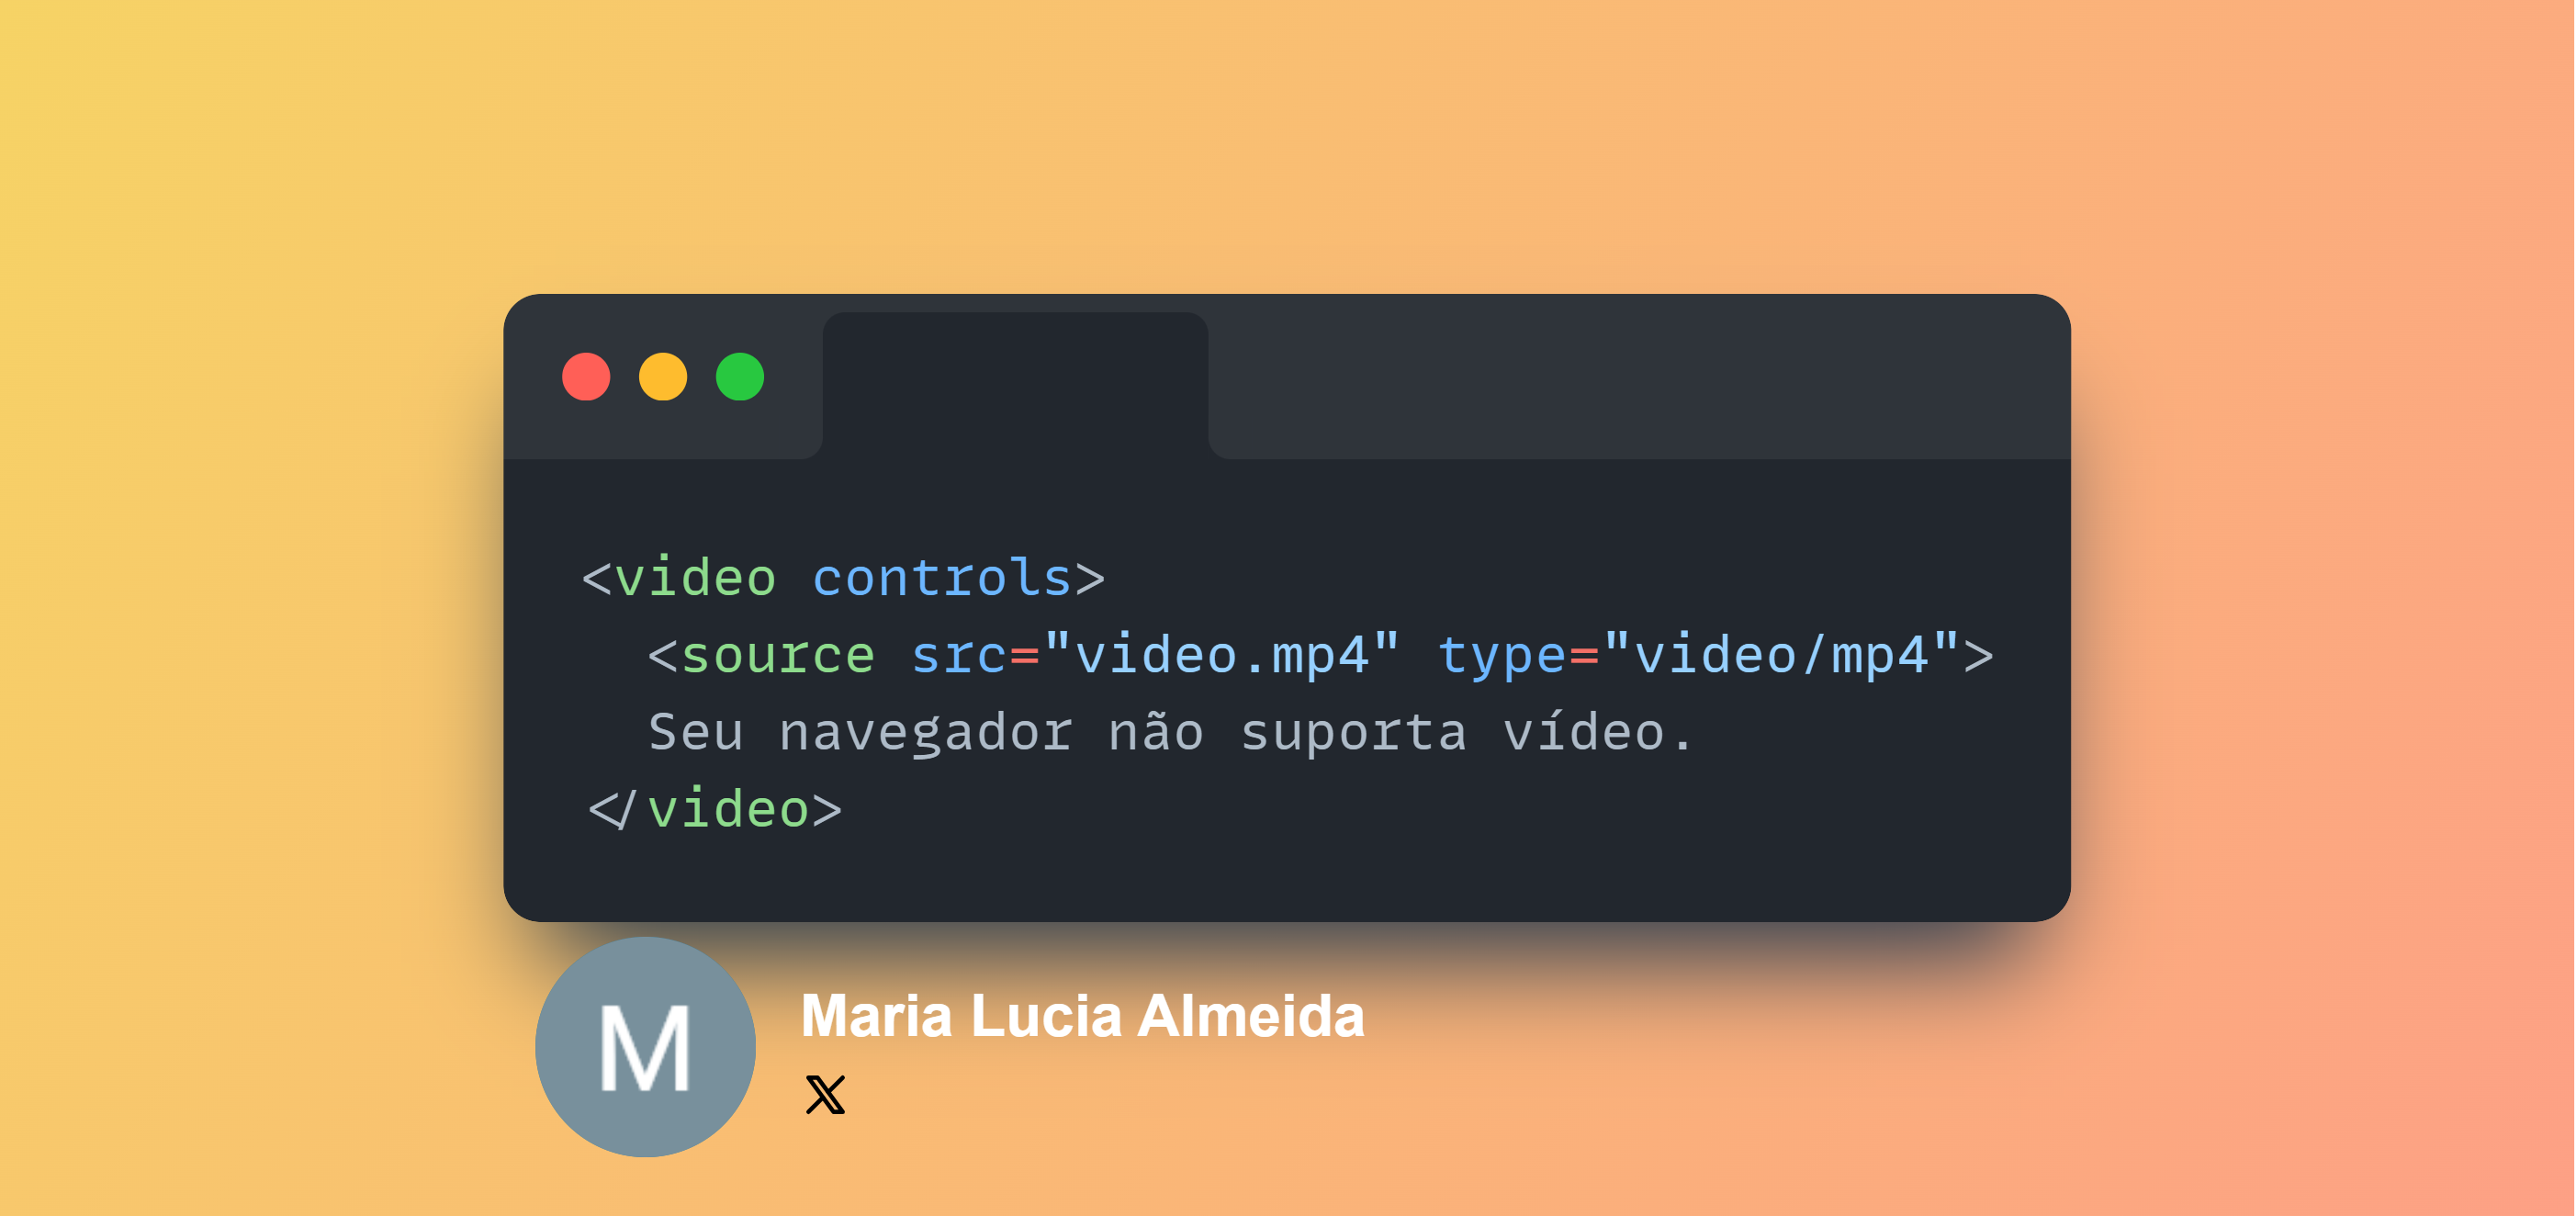 <video controls>
  <source src="video.mp4" type="video/mp4">
  Seu navegador não suporta vídeo.
</video>
M
Maria Lucia Almeida